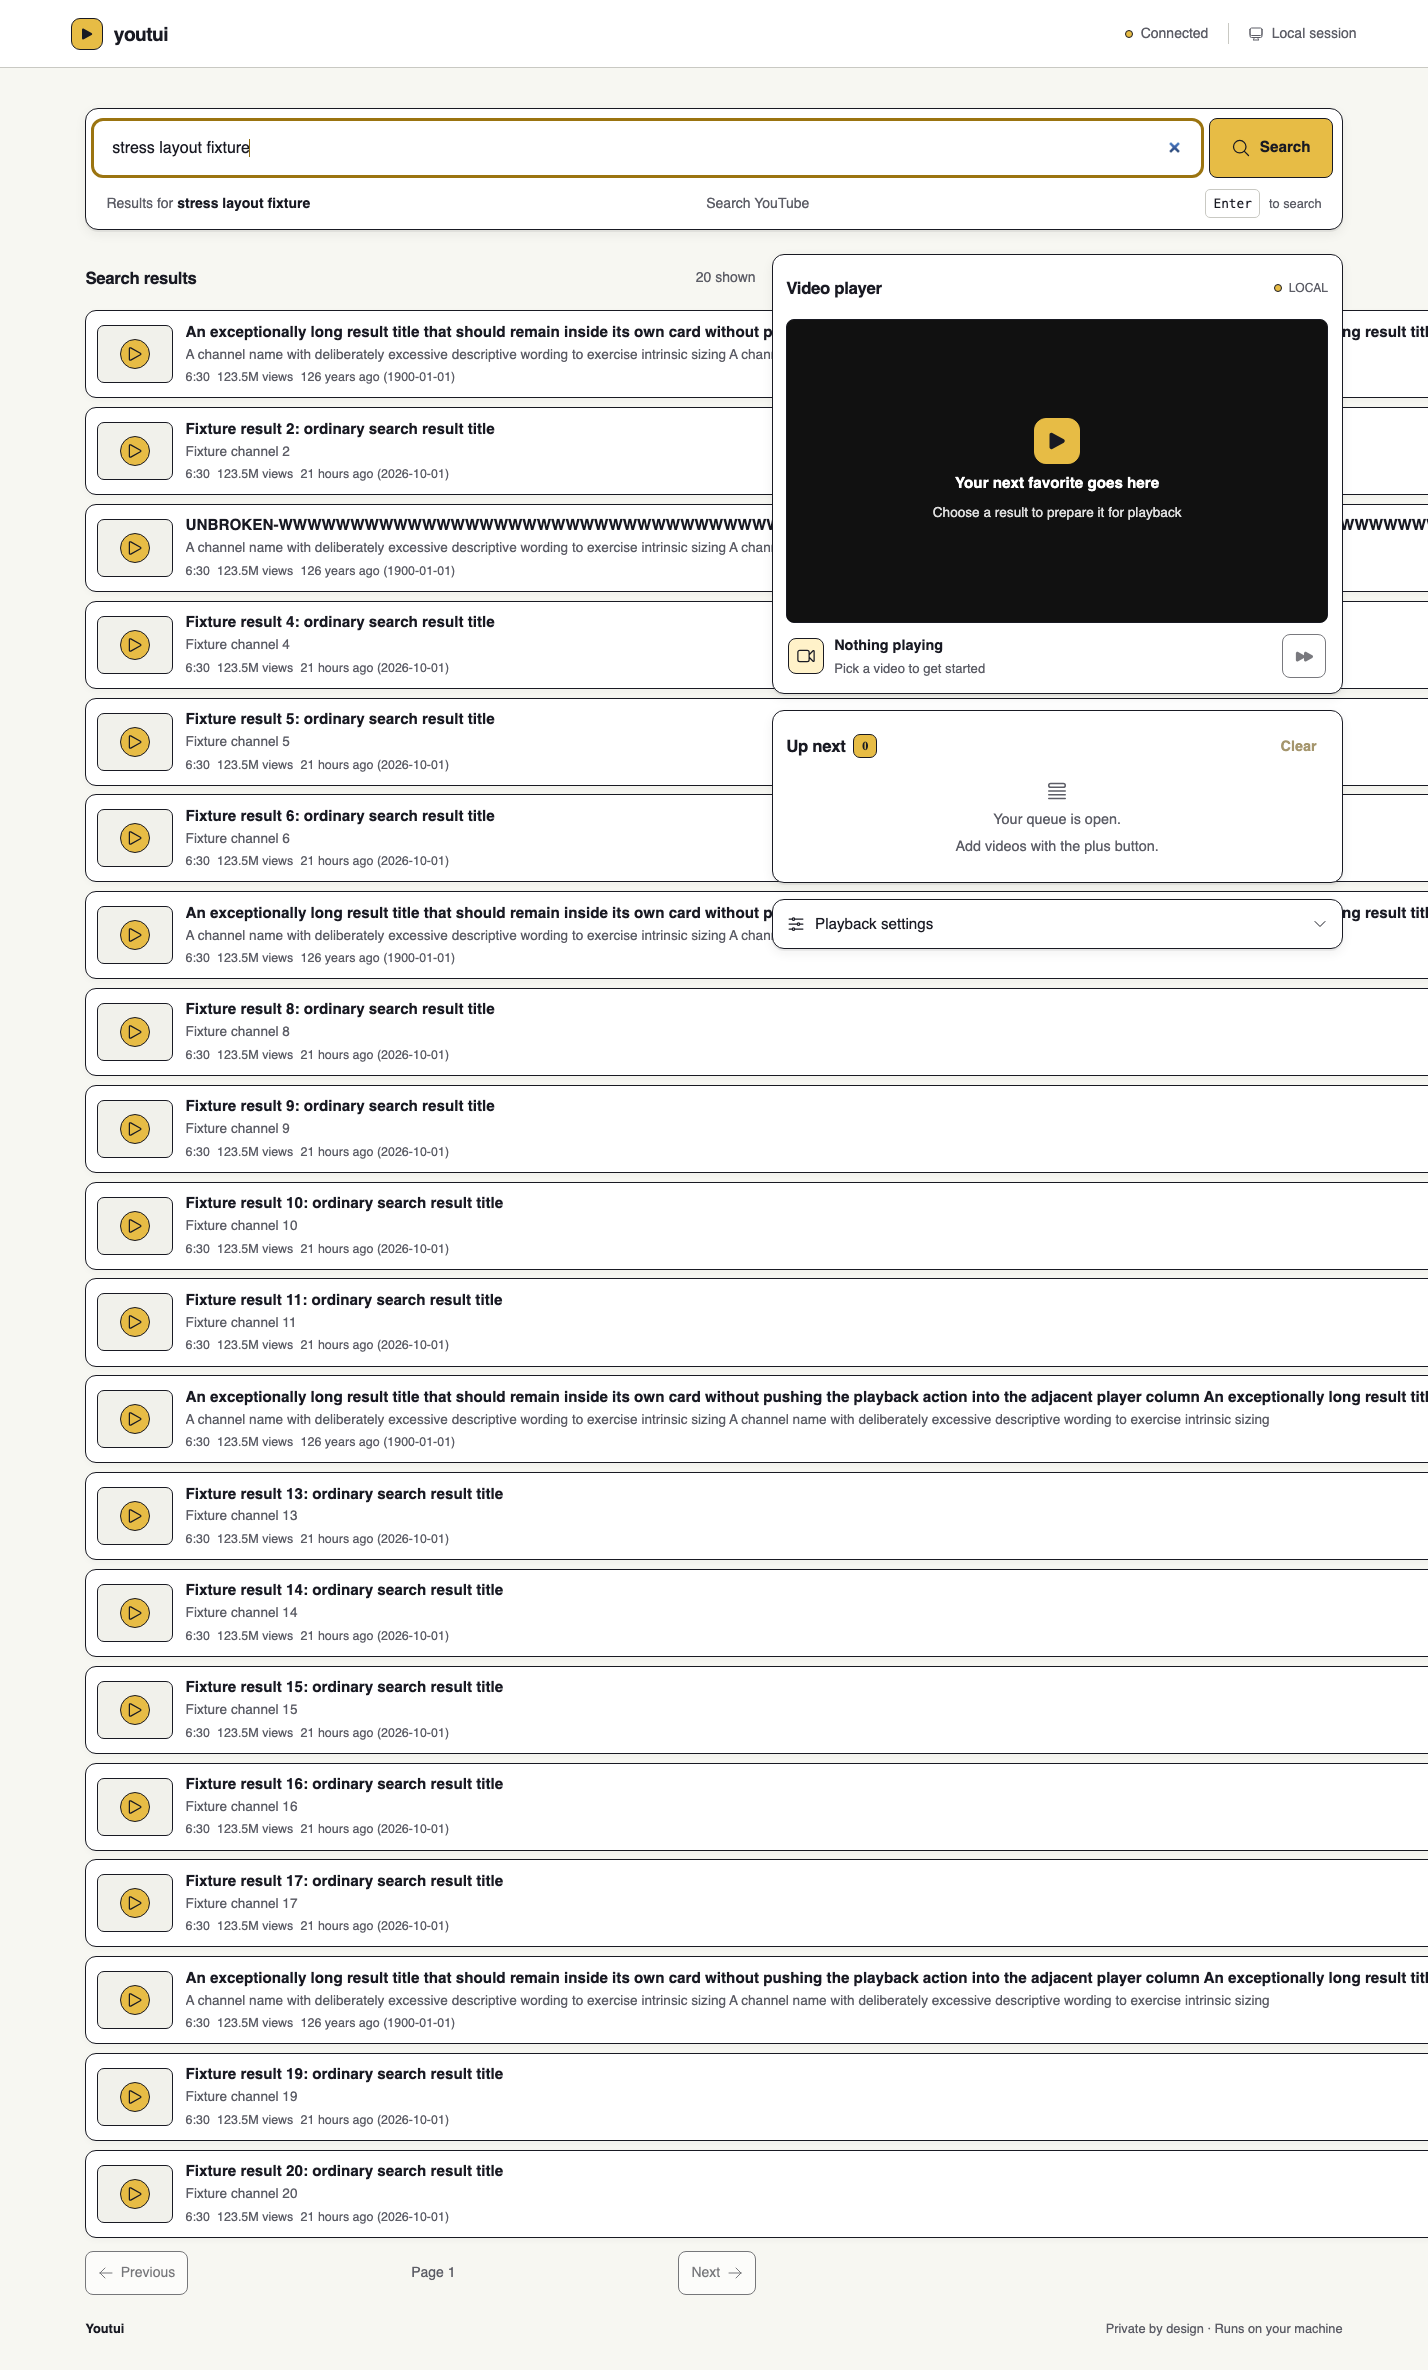 youtui
Connected
Local session
stress layout fixture
Search
Results for stress layout fixture
Search YouTube
Enter to search
Search results
20 shown
An exceptionally long result title that should remain inside its own card without p
ng result titl
A channel name with deliberately excessive descriptive wording to exercise intrinsic sizing A chan
6:30 123.5M views 126 years ago (1900-01-01)
Fixture result 2: ordinary search result title
Fixture channel 2
6:30 123.5M views 21 hours ago (2026-10-01)
A channel name with deliberately excessive descriptive wording to exercise intrinsic sizing A chan
6:30 123.5M views 126 years ago (1900-01-01)
Fixture result 4: ordinary search result title
Fixture channel 4
6:30 123.5M views 21 hours ago (2026-10-01)
Fixture result 5: ordinary search result title
Fixture channel 5
6:30 123.5M views 21 hours ago (2026-10-01)
Fixture result 6: ordinary search result title
Fixture channel 6
6:30 123.5M views 21 hours ago (2026-10-01)
An exceptionally long result title that should remain inside its own card without p
ng result titl
A channel name with deliberately excessive descriptive wording to exercise intrinsic sizing A chan
6:30 123.5M views 126 years ago (1900-01-01)
Fixture result 8: ordinary search result title
Fixture channel 8
6:30 123.5M views 21 hours ago (2026-10-01)
Fixture result 9: ordinary search result title
Fixture channel 9
6:30 123.5M views 21 hours ago (2026-10-01)
Fixture result 10: ordinary search result title
Fixture channel 10
6:30 123.5M views 21 hours ago (2026-10-01)
Fixture result 11: ordinary search result title
Fixture channel 11
6:30 123.5M views 21 hours ago (2026-10-01)
An exceptionally long result title that should remain inside its own card without pushing the playback action into the adjacent player column An exceptionally long result titl
A channel name with deliberately excessive descriptive wording to exercise intrinsic sizing A channel name with deliberately excessive descriptive wording to exercise intrinsic sizing
6:30 123.5M views 126 years ago (1900-01-01)
Fixture result 13: ordinary search result title
Fixture channel 13
6:30 123.5M views 21 hours ago (2026-10-01)
Fixture result 14: ordinary search result title
Fixture channel 14
6:30 123.5M views 21 hours ago (2026-10-01)
Fixture result 15: ordinary search result title
Fixture channel 15
6:30 123.5M views 21 hours ago (2026-10-01)
Fixture result 16: ordinary search result title
Fixture channel 16
6:30 123.5M views 21 hours ago (2026-10-01)
Fixture result 17: ordinary search result title
Fixture channel 17
6:30 123.5M views 21 hours ago (2026-10-01)
An exceptionally long result title that should remain inside its own card without pushing the playback action into the adjacent player column An exceptionally long result titl
A channel name with deliberately excessive descriptive wording to exercise intrinsic sizing A channel name with deliberately excessive descriptive wording to exercise intrinsic sizing
6:30 123.5M views 126 years ago (1900-01-01)
Fixture result 19: ordinary search result title
Fixture channel 19
6:30 123.5M views 21 hours ago (2026-10-01)
Fixture result 20: ordinary search result title
Fixture channel 20
6:30 123.5M views 21 hours ago (2026-10-01)
Previous
Page 1
Next
Video player
LOCAL
Your next favorite goes here
Choose a result to prepare it for playback
Nothing playing
Pick a video to get started
Up next 0
Clear
Your queue is open.
Add videos with the plus button.
Playback settings
Youtui
Private by design · Runs on your machine